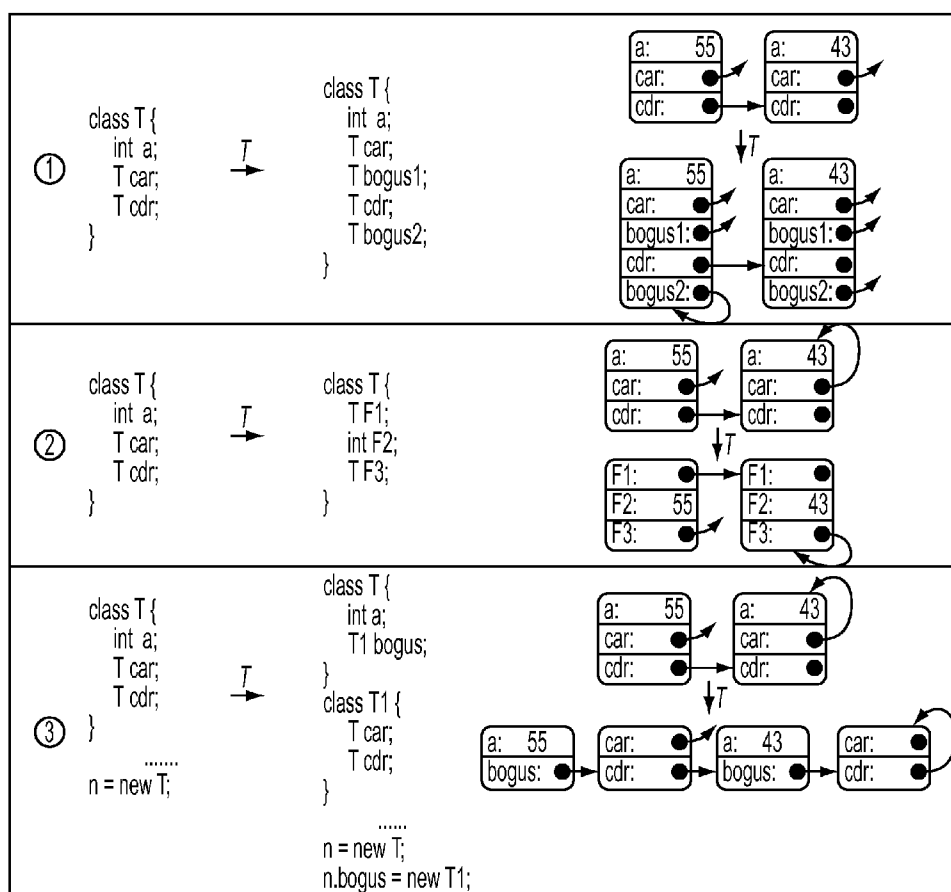 1
class T {
int a;
T car;
T cdr;
}
T
class T {
int a;
T car;
T bogus1;
T cdr;
T bogus2;
}
a: 55
car:
cdr:
a: 43
car:
cdr:
T
a: 55
car:
bogus1:
cdr:
bogus2:
a: 43
car:
bogus1:
cdr:
bogus2:
2
class T {
int a;
T car;
T cdr;
}
T
class T {
T F1;
int F2;
T F3;
}
a: 55
car:
cdr:
a: 43
car:
cdr:
T
F1:
F2: 55
F3:
F1:
F2: 43
F3:
3
class T {
int a;
T car;
T cdr;
}
.......
n = new T;
T
class T {
int a;
T1 bogus;
}
class T1 {
T car;
T cdr;
}
......
n = new T;
n.bogus = new T1;
a: 55
car:
cdr:
a: 43
car:
cdr:
T
a: 55
bogus:
car:
cdr:
a: 43
bogus:
car:
cdr: